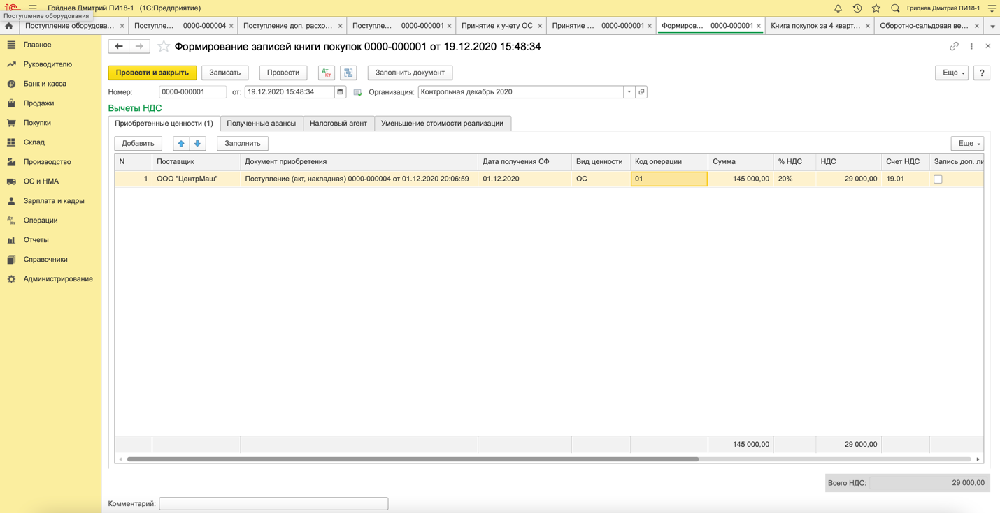 1С Гриднев Дмитрий ПИ18-1 (1С:Предприятие) Гриднев Дмитрий ПИ18-1
Поступление оборудования
Поступление оборудова... × Поступле... 0000-000004 × Поступление доп. расхо... × Поступле... 0000-000001 × Принятие к учету ОС × Принятие ... 0000-000001 × Формиров... 0000-000001 × Книга покупок за 4 кварт... × Оборотно-сальдовая ве... ×
Главное
Руководителю
Банк и касса
Продажи
Покупки
Склад
Производство
ОС и НМА
Зарплата и кадры
Дт Кт Операции
Отчеты
Справочники
Администрирование
Формирование записей книги покупок 0000-000001 от 19.12.2020 15:48:34
Провести и закрыть Записать Провести Дт Кт Заполнить документ Еще ?
Номер: 0000-000001 от: 19.12.2020 15:48:34 Организация: Контрольная декабрь 2020
Вычеты НДС
Приобретенные ценности (1) Полученные авансы Налоговый агент Уменьшение стоимости реализации
Добавить Заполнить Еще
N Поставщик Документ приобретения Дата получения СФ Вид ценности Код операции Сумма % НДС НДС Счет НДС Запись доп. ли
1 ООО "ЦентрМаш" Поступление (акт, накладная) 0000-000004 от 01.12.2020 20:06:59 01.12.2020 ОС 01 145 000,00 20% 29 000,00 19.01
145 000,00 29 000,00
Всего НДС: 29 000,00
Комментарий: